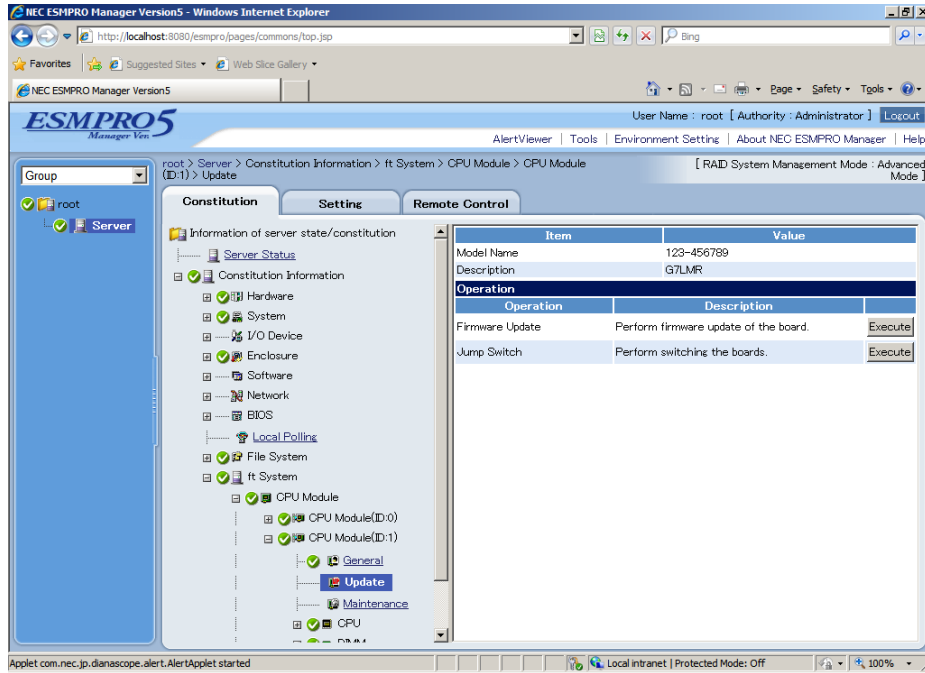 NEC ESMPRO Manager Version5 - Windows Internet Explorer
http://localhost:8080/esmpro/pages/commons/top.jsp
Bing
Favorites
Suggested Sites
Web Slice Gallery
NEC ESMPRO Manager Version5
Page
Safety
Tools
ESMPRO5
Manager Ver.
User Name : root [ Authority : Administrator ] Logout
AlertViewer | Tools | Environment Setting | About NEC ESMPRO Manager | Help
Group
root
Server
root > Server > Constitution Information > ft System > CPU Module > CPU Module
(ID:1) > Update
[ RAID System Management Mode : Advanced
Mode ]
Constitution
Setting
Remote Control
Information of server state/constitution
Server Status
Constitution Information
Hardware
System
I/O Device
Enclosure
Software
Network
BIOS
Local Polling
File System
ft System
CPU Module
CPU Module(ID:0)
CPU Module(ID:1)
General
Update
Maintenance
CPU
DIMM
Item Value
Model Name 123-456789
Description G7LMR
Operation
Operation Description
Firmware Update Perform firmware update of the board. Execute
Jump Switch Perform switching the boards. Execute
Applet com.nec.jp.dianascope.alert.AlertApplet started
Local intranet | Protected Mode: Off
100%